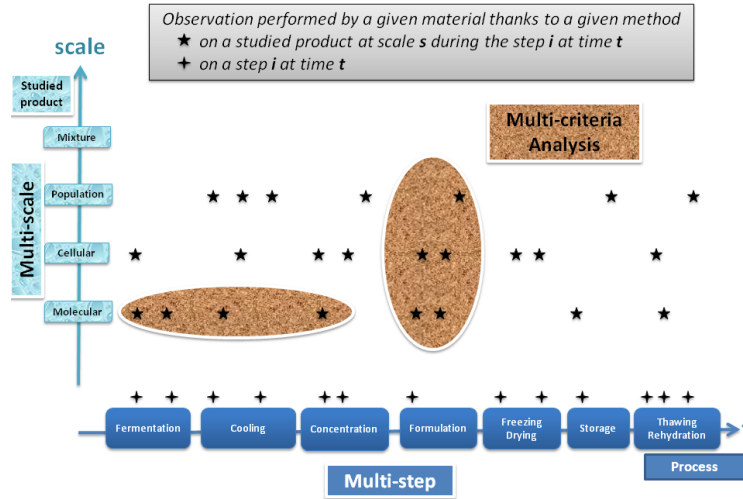 Observation performed by a given material thanks to a given method
on a studied product at scale s during the step i at time t
on a step i at time t
scale
Studied
product
Multi-criteria
Analysis
Mixture
Population
Multi-scale
Cellular
Molecular
Fermentation
Cooling
Concentration
Formulation
Freezing
Drying
Storage
Thawing
Rehydration
Process
Multi-step